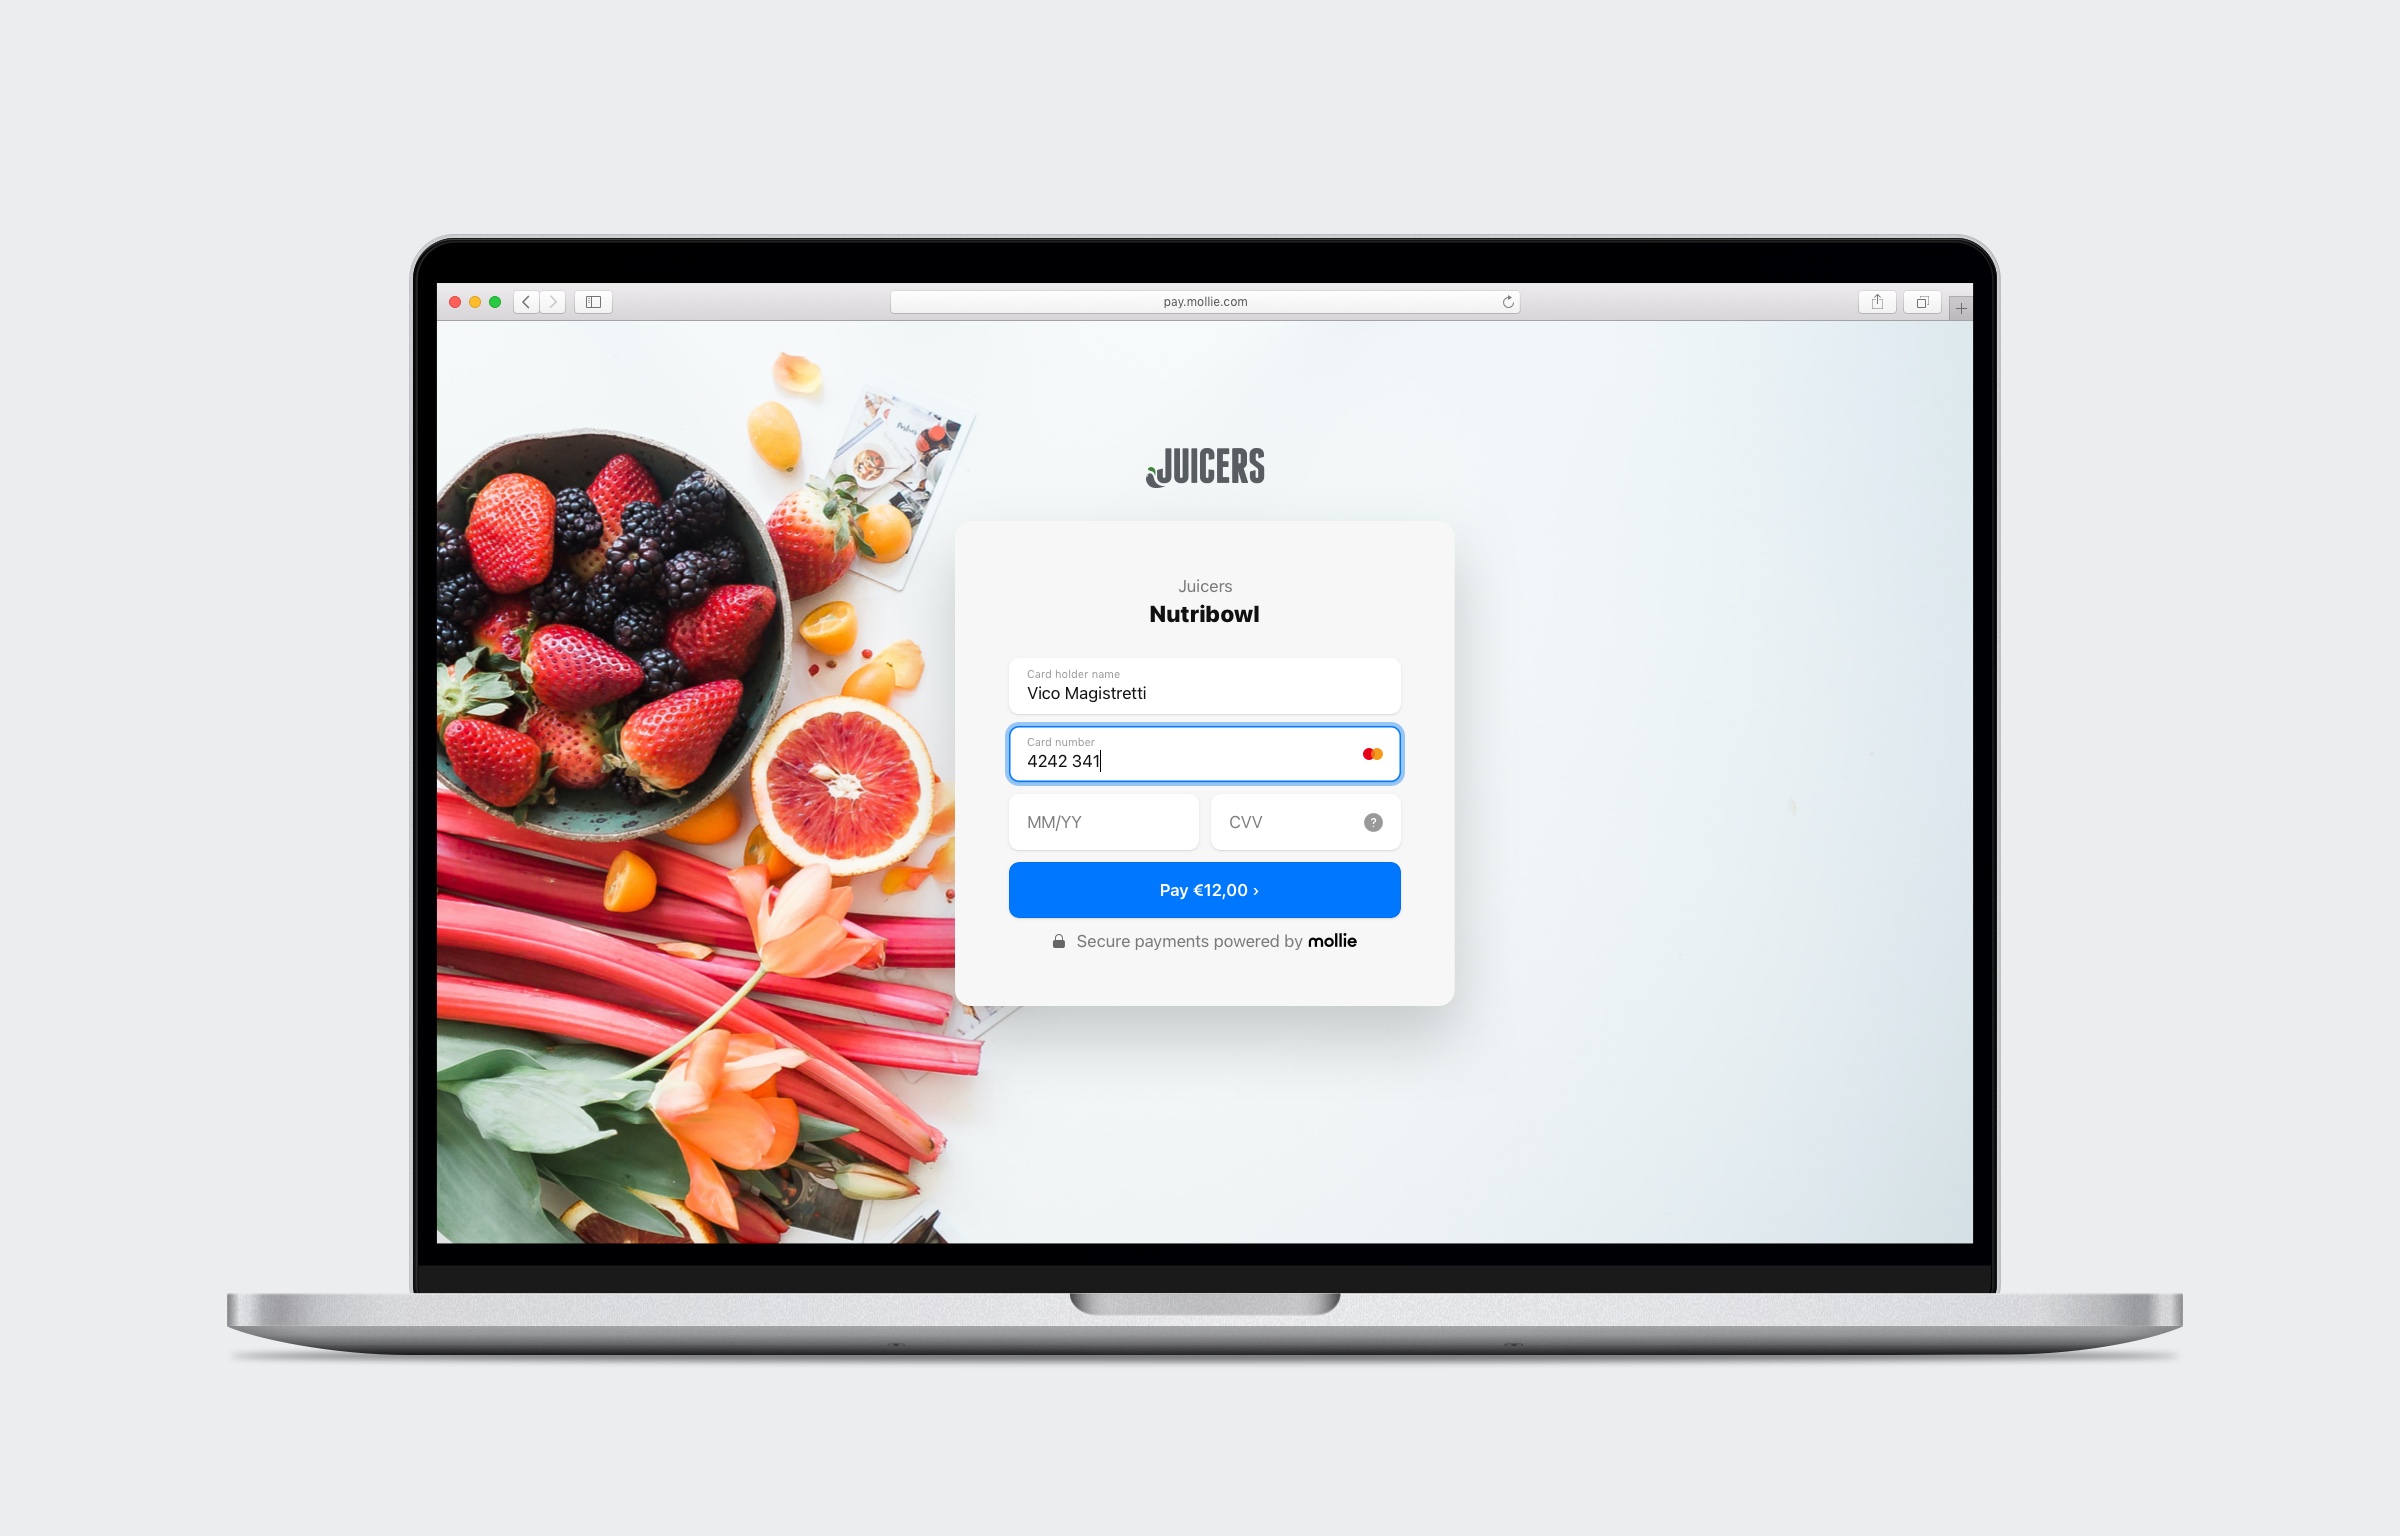 pay.mollie.com
JUICERS
Juicers
Nutribowl
Card holder name
Vico Magistretti
Card number
4242 341
MM/YY CVV ?
Pay €12,00 ›
Secure payments powered by mollie